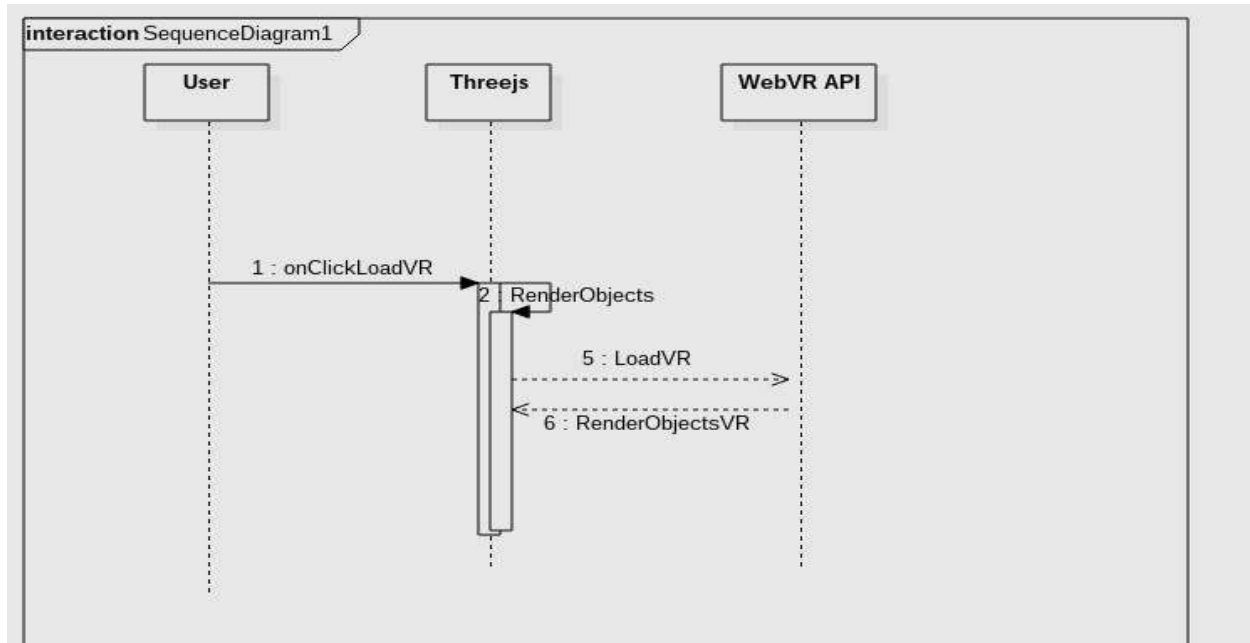 interaction SequenceDiagram1
User
Threejs
WebVR API
1 : onClickLoadVR
2 : RenderObjects
5 : LoadVR
6 : RenderObjectsVR